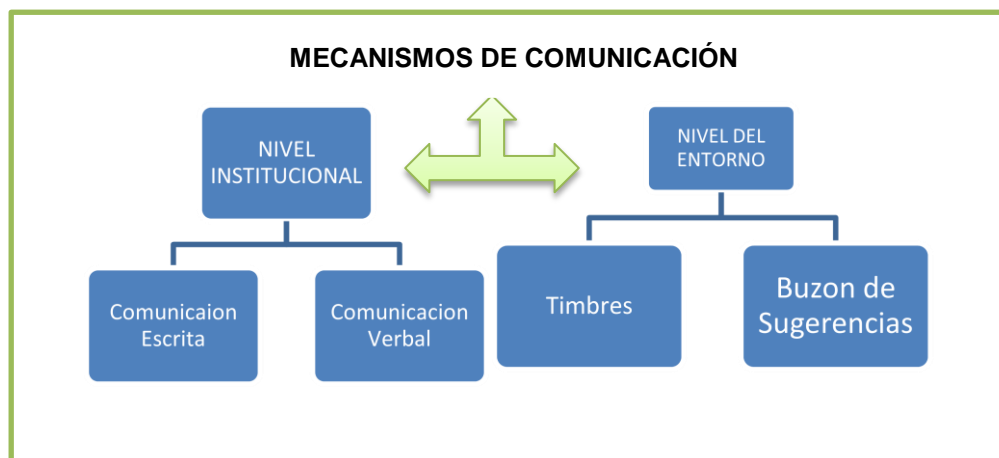 MECANISMOS DE COMUNICACIÓN
NIVEL
INSTITUCIONAL
NIVEL DEL
ENTORNO
Comunicaion
Escrita
Comunicacion
Verbal
Timbres
Buzon de
Sugerencias